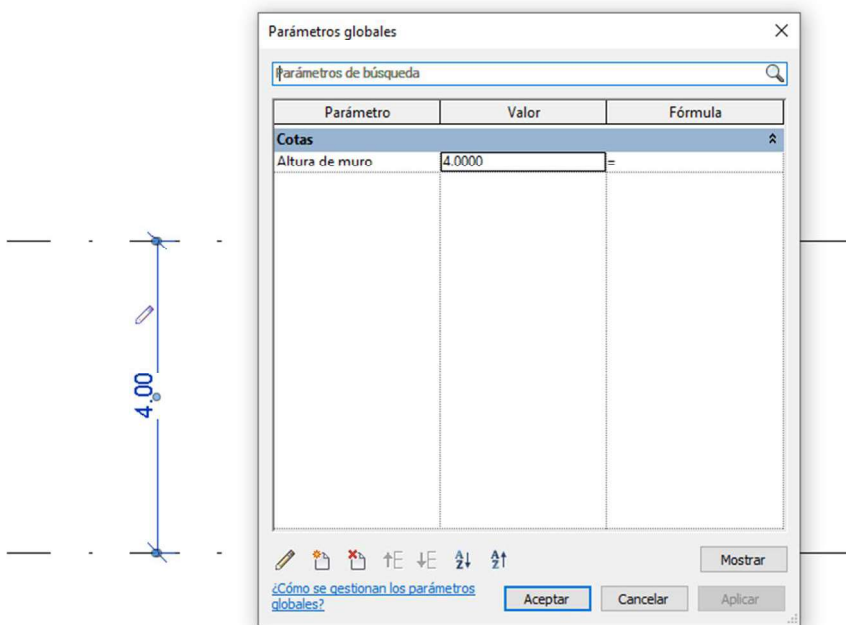 Parámetros globales
Parámetros de búsqueda
Parámetro Valor Fórmula
Cotas
Altura de muro 4.0000 =
4.00
Mostrar
¿Cómo se gestionan los parámetros
globales?
Aceptar Cancelar Aplicar